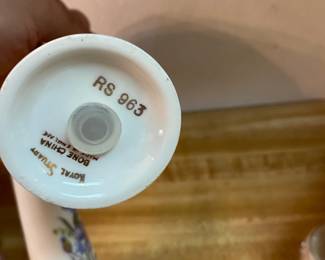 RS 963
ROYAL STUART
BONE CHINA